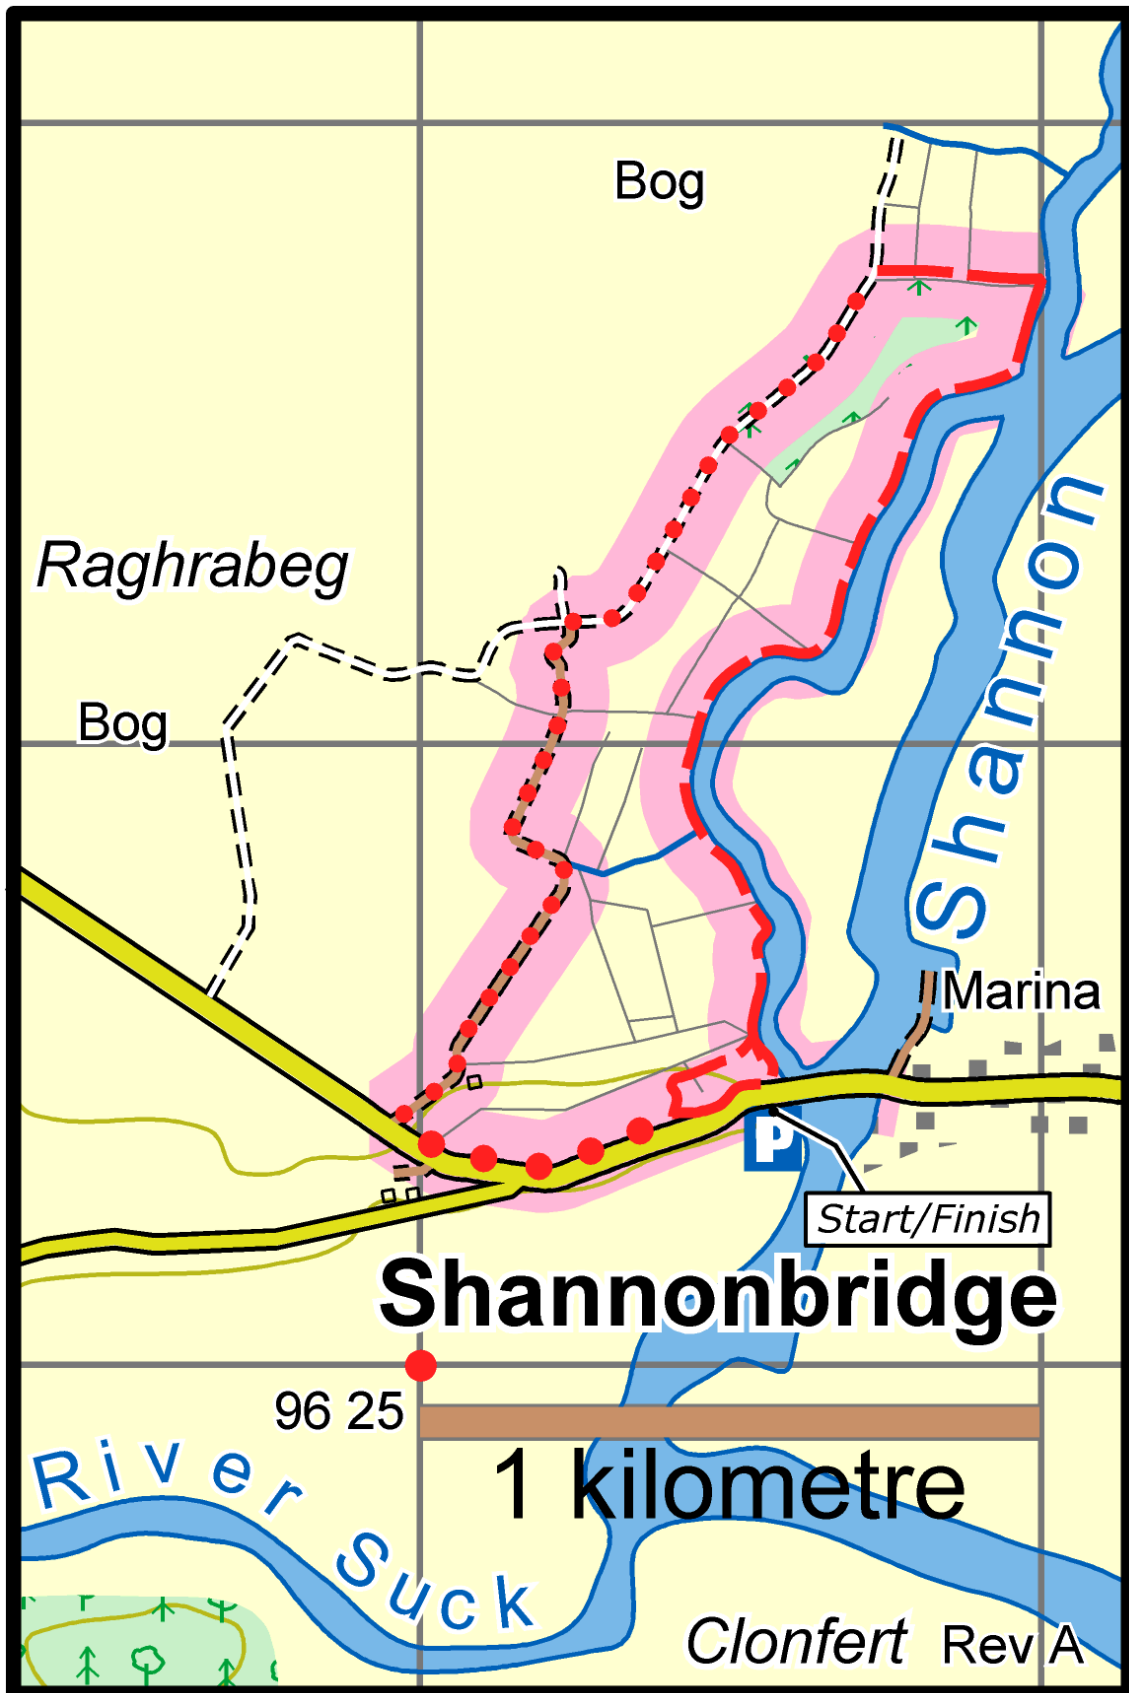 Bog
Raghrabeg
Bog
Shannon
Marina
P
Start/Finish
Shannonbridge
96 25
1 kilometre
River Suck
Clonfert Rev A